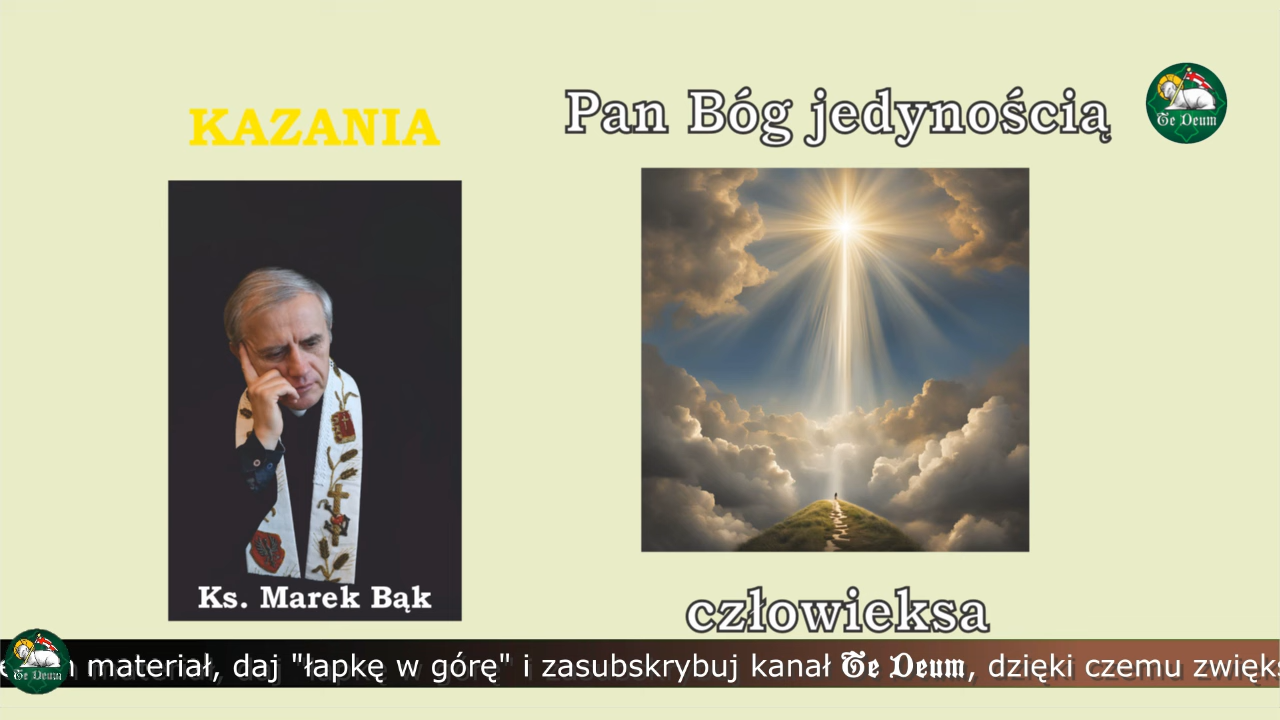 KAZANIA
Pan Bóg jedynością
Te Deum
Ks. Marek Bąk
człowieksa
materiał, daj "łapkę w górę" i zasubskrybuj kanał Te Deum, dzięki czemu zwięks
Te Deum